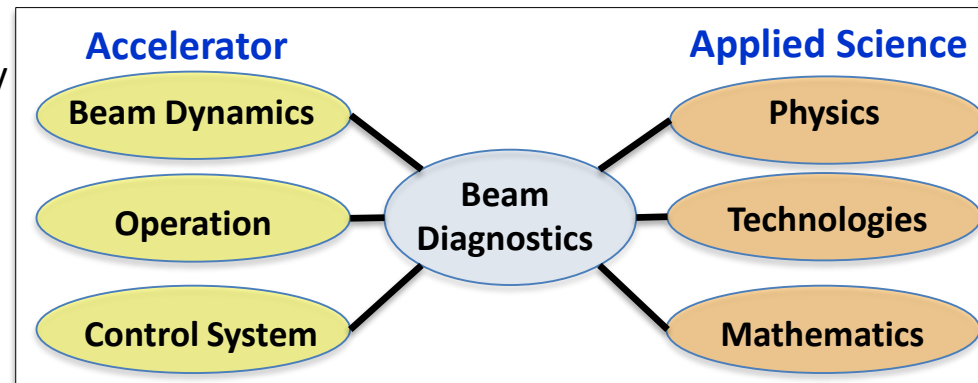 Accelerator
Beam Dynamics
Operation
Control System
Beam
Diagnostics
Applied Science
Physics
Technologies
Mathematics